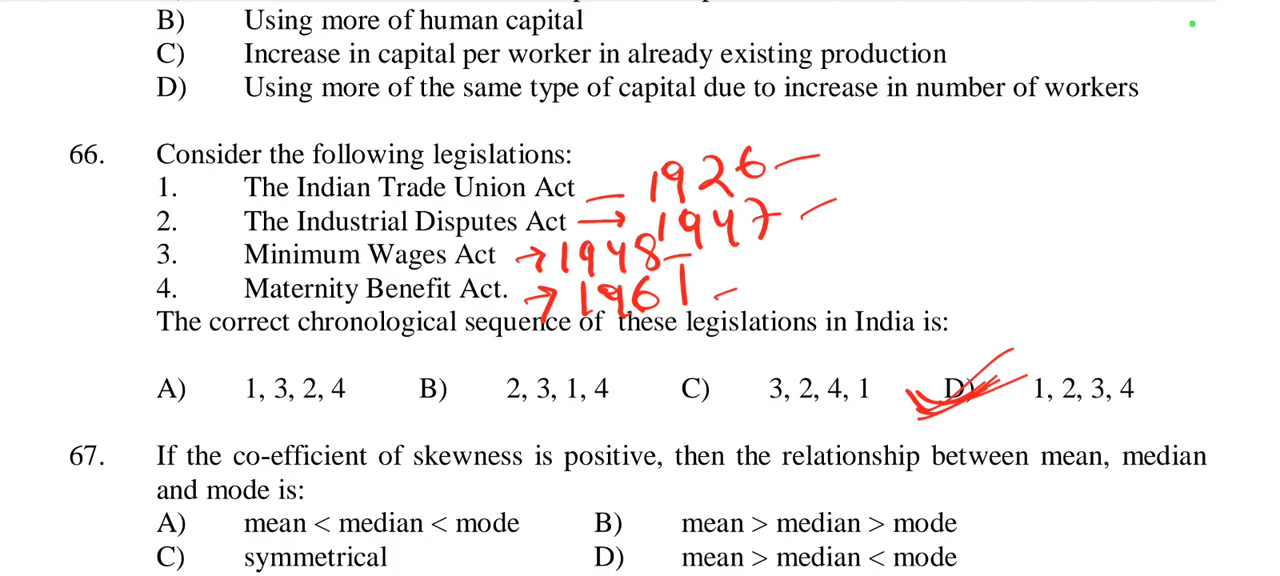 B) Using more of human capital
C) Increase in capital per worker in already existing production
D) Using more of the same type of capital due to increase in number of workers
66. Consider the following legislations:
1. The Indian Trade Union Act — 1926 —
2. The Industrial Disputes Act → 1947 —
3. Minimum Wages Act → 1948 —
4. Maternity Benefit Act. → 1961 —
The correct chronological sequence of these legislations in India is:
A) 1, 3, 2, 4 B) 2, 3, 1, 4 C) 3, 2, 4, 1 D) 1, 2, 3, 4
67. If the co-efficient of skewness is positive, then the relationship between mean, median
and mode is:
A) mean < median < mode B) mean > median > mode
C) symmetrical D) mean > median < mode